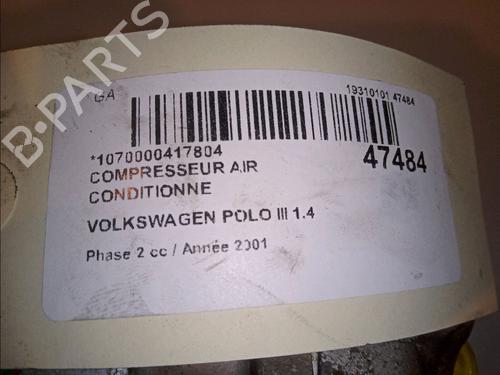 B-PARTS
GA
19310101 47484
*1070000417804
47484
COMPRESSEUR AIR
CONDITIONNE
VOLKSWAGEN POLO III 1.4
Phase 2 cc / Année 2001